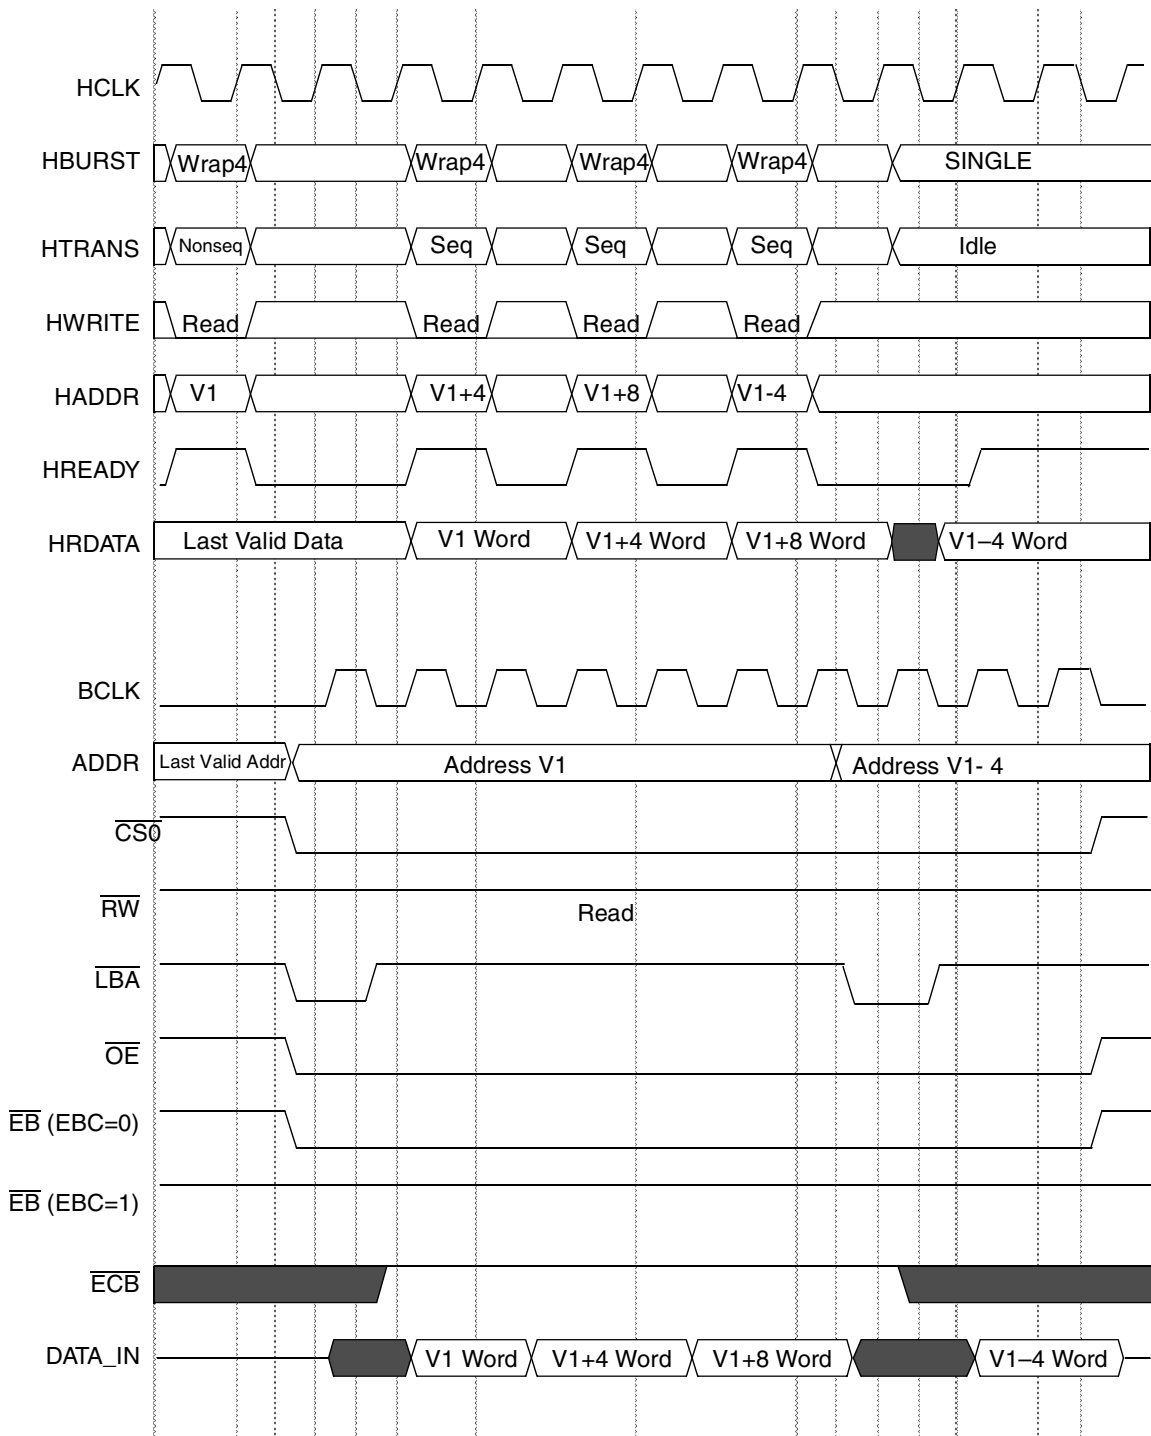 HCLK
HBURST Wrap4 Wrap4 Wrap4 Wrap4 SINGLE
HTRANS Nonseq Seq Seq Seq Idle
HWRITE Read Read Read Read
HADDR V1 V1+4 V1+8 V1-4
HREADY
HRDATA Last Valid Data V1 Word V1+4 Word V1+8 Word V1–4 Word
BCLK
ADDR Last Valid Addr Address V1 Address V1- 4
CS0
RW Read
LBA
OE
EB (EBC=0)
EB (EBC=1)
ECB
DATA_IN V1 Word V1+4 Word V1+8 Word V1–4 Word